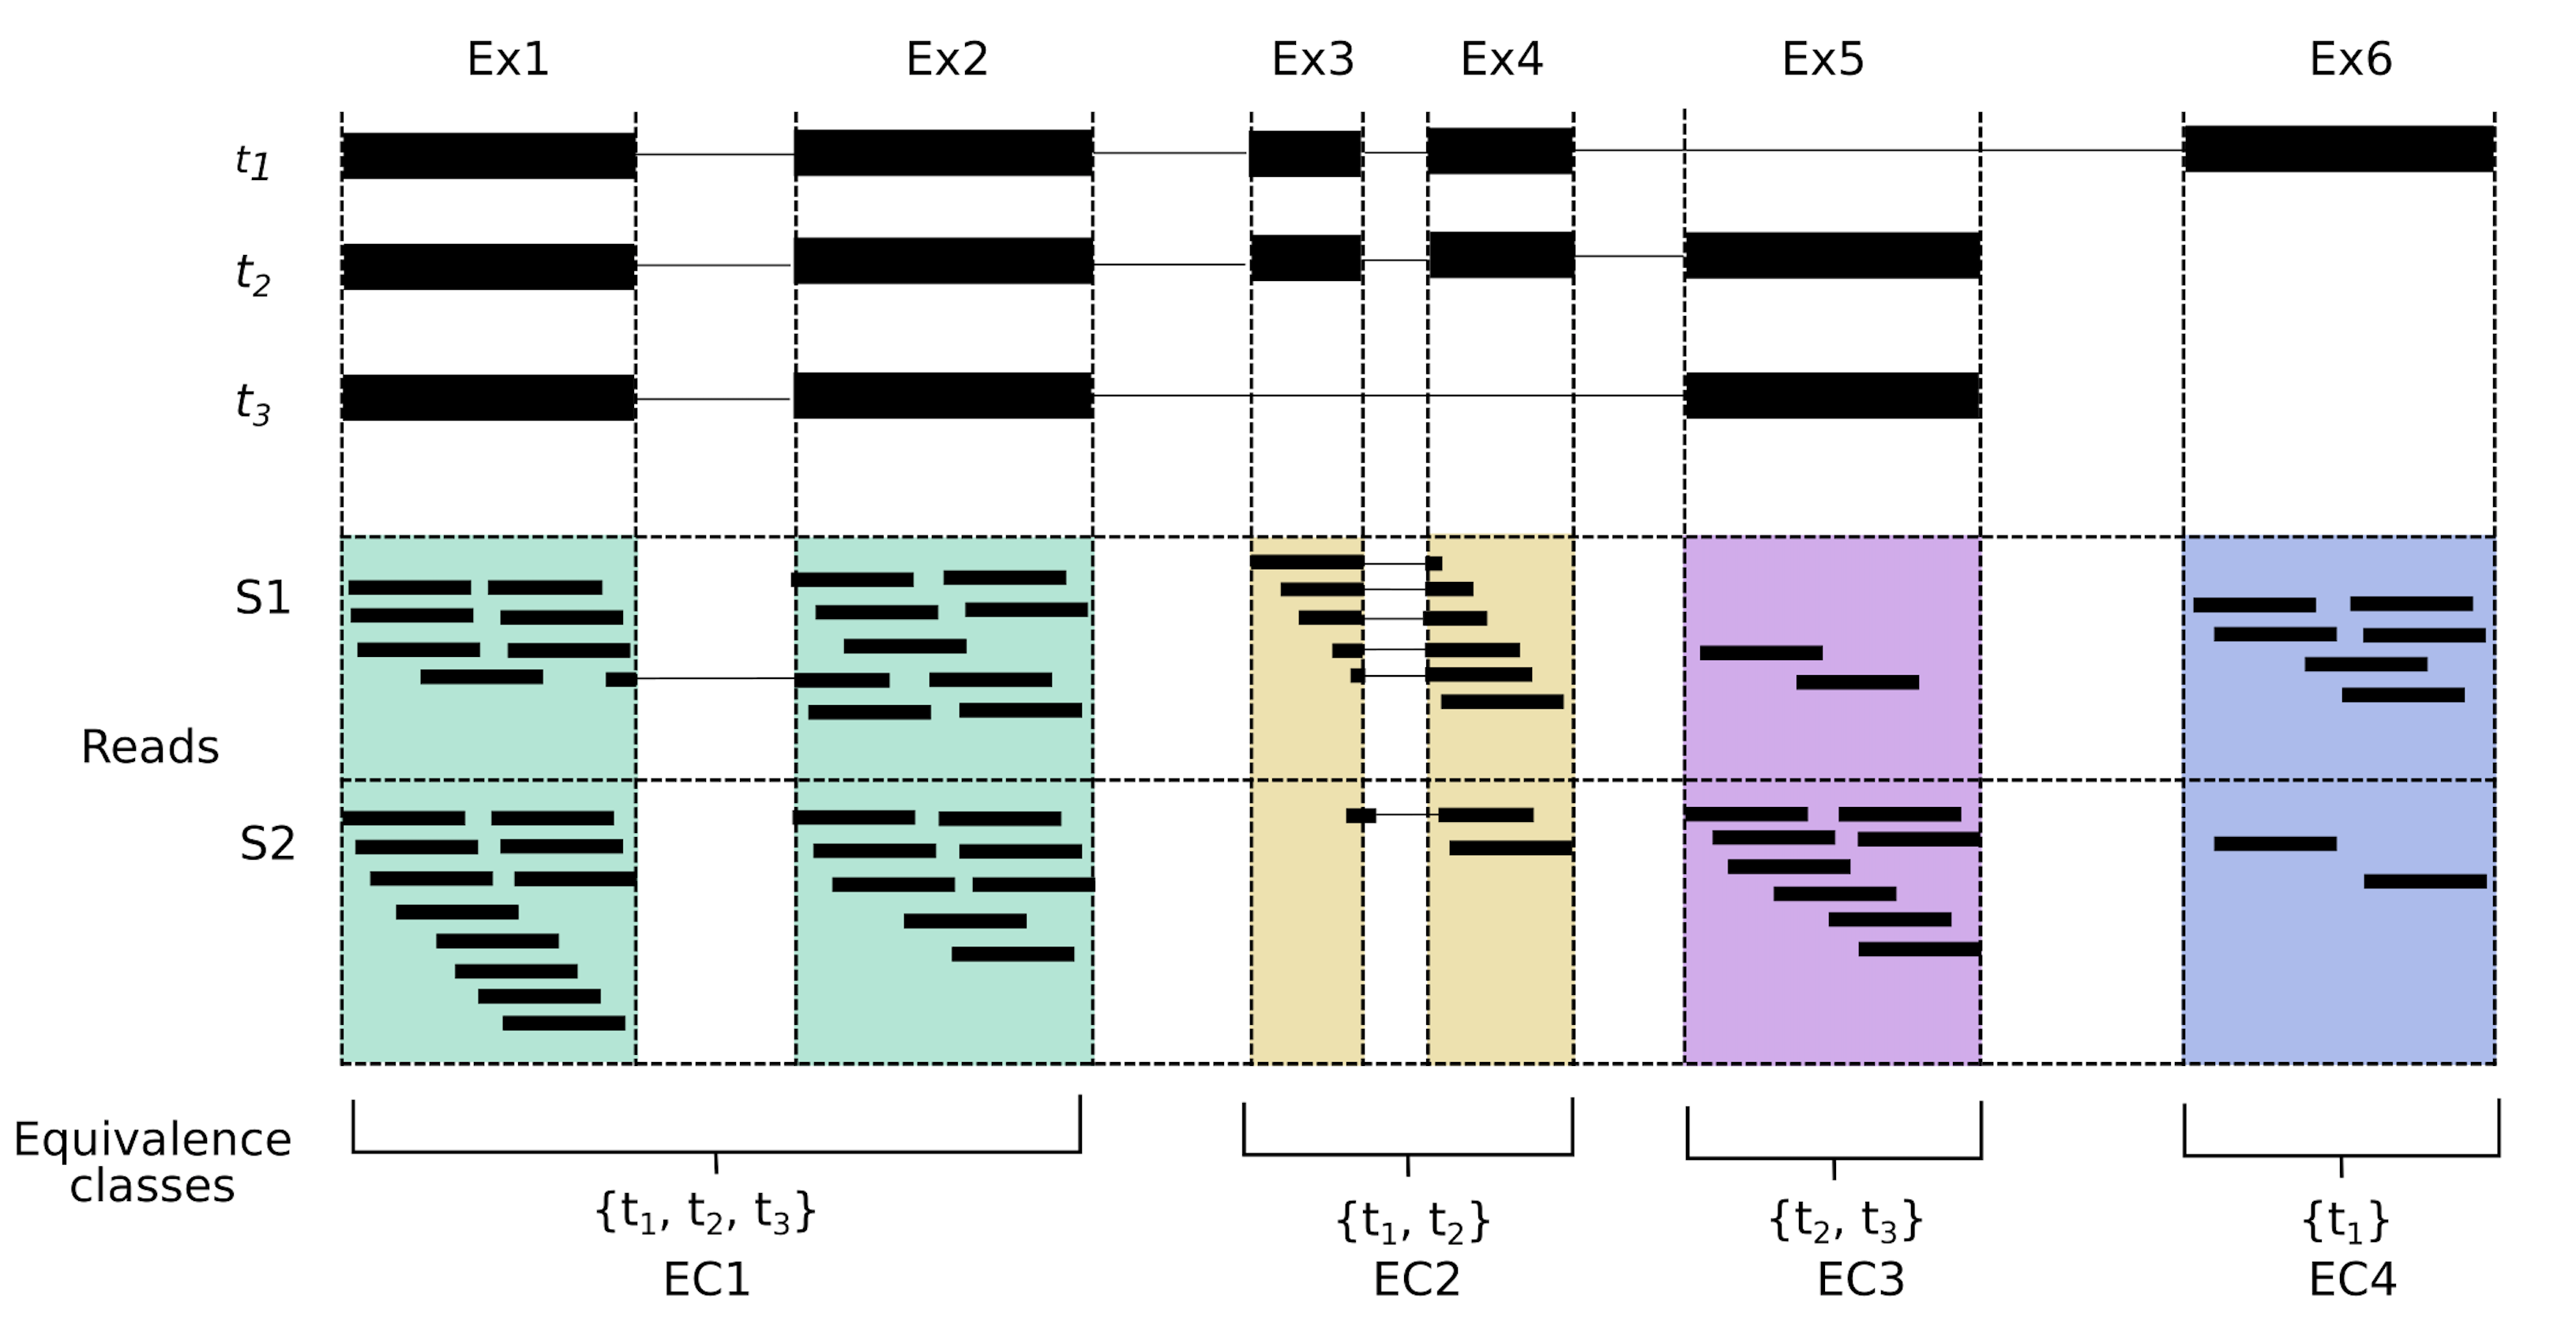 Ex1 Ex2 Ex3 Ex4 Ex5 Ex6
t1
t2
t3
S1
Reads
S2
Equivalence
classes
{t1, t2, t3} {t1, t2} {t2, t3} {t1}
EC1 EC2 EC3 EC4